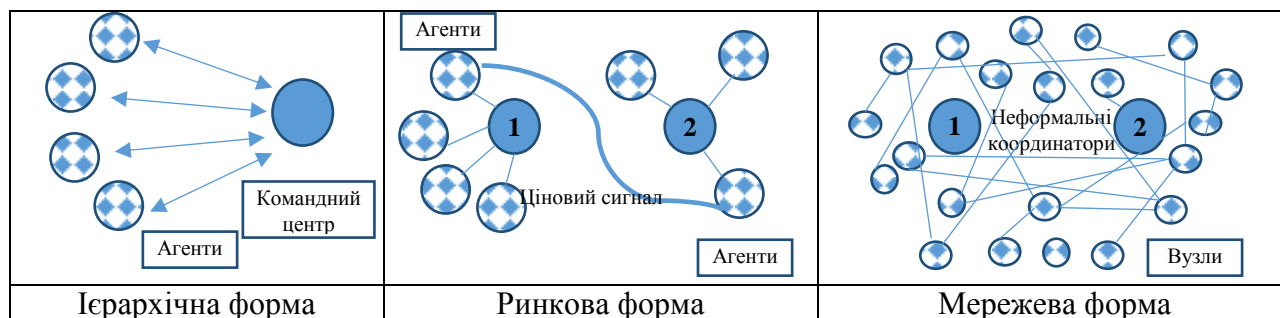 Командний
центр
Агенти
Ієрархічна форма
Агенти
1
2
Ціновий сигнал
Агенти
Ринкова форма
1
Неформальні
координатори
2
Вузли
Мережева форма